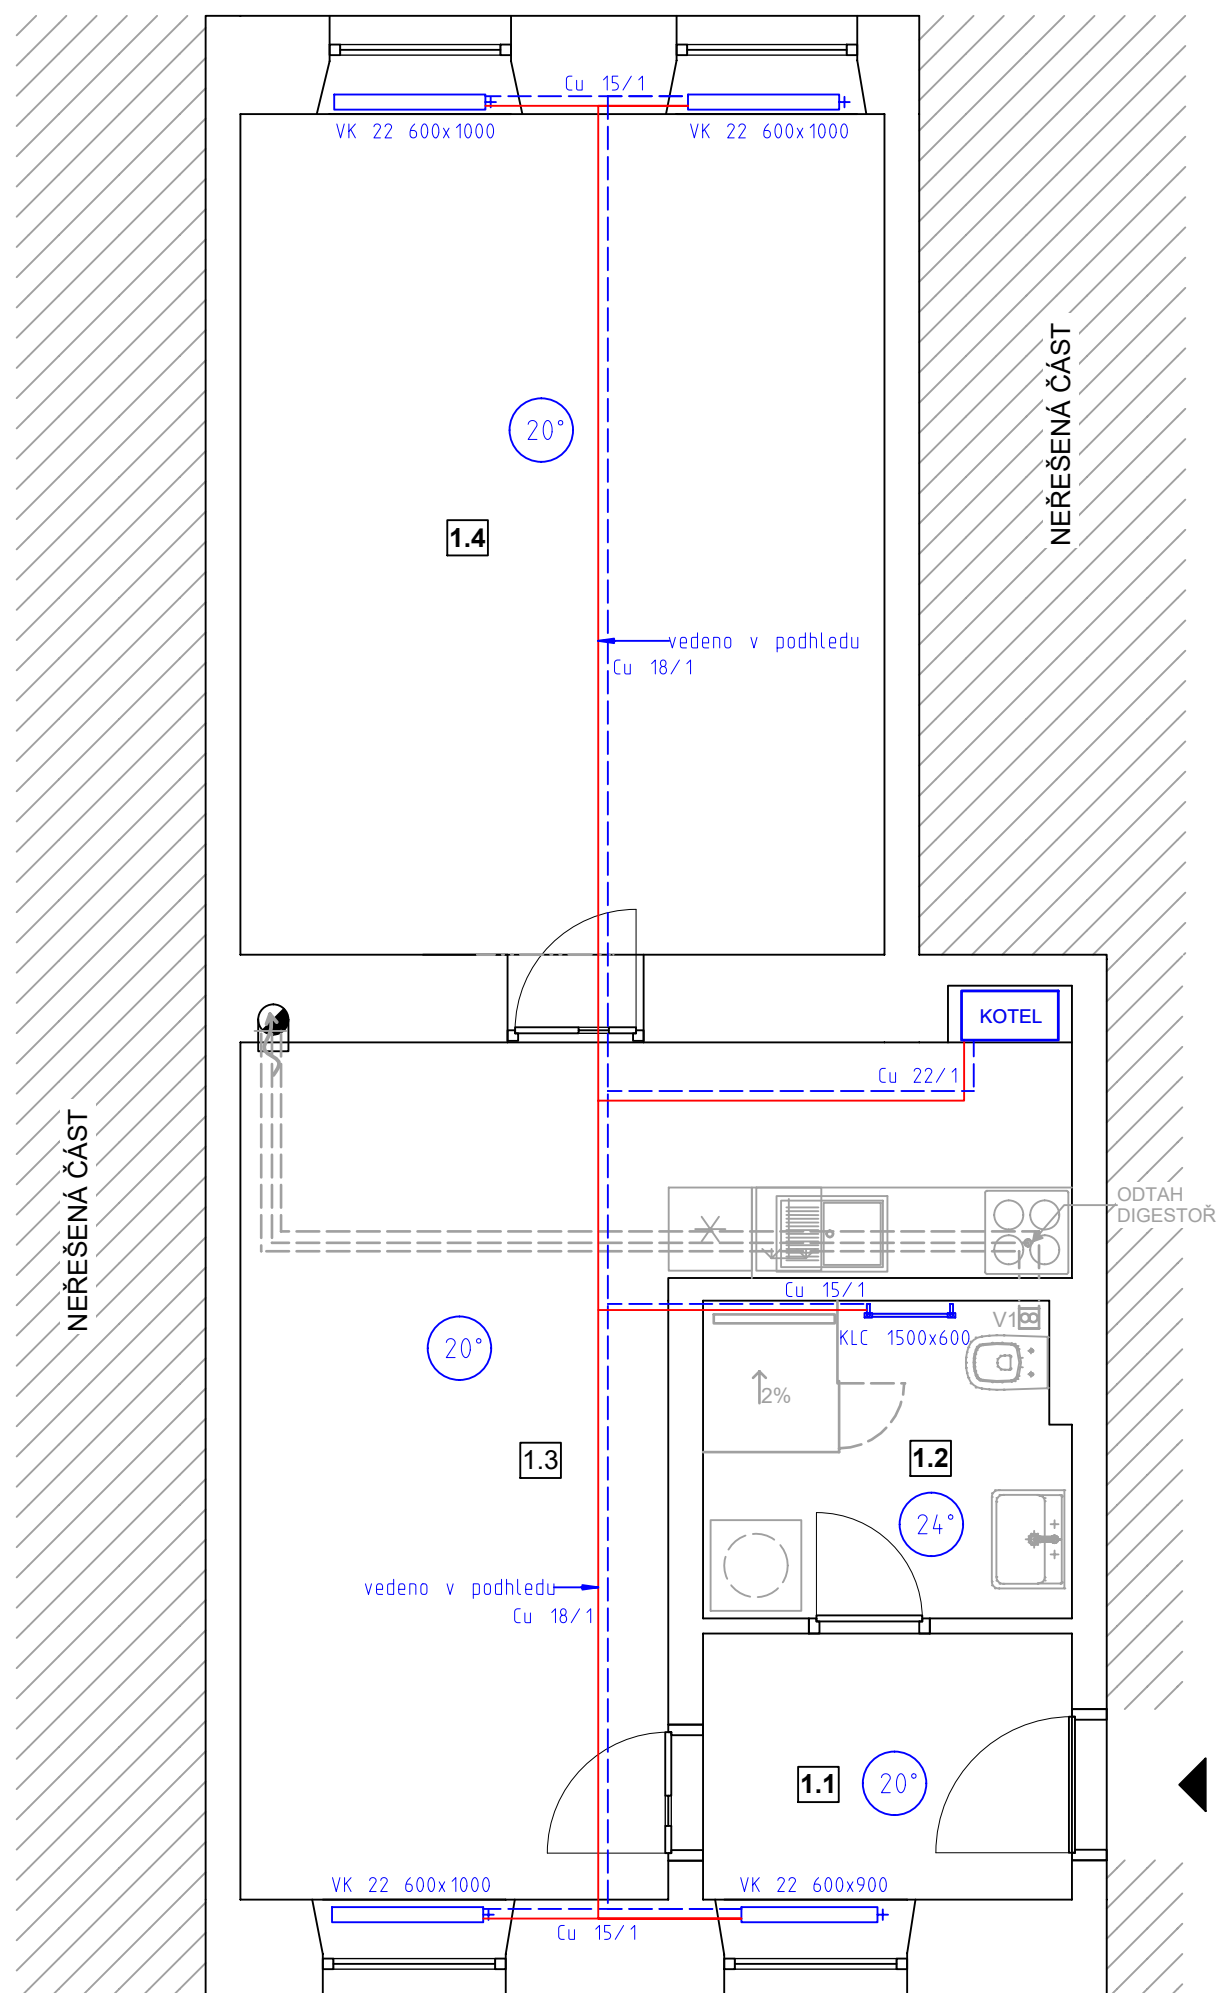 Cu 15/1
VK 22 600x1000
VK 22 600x1000
NEŘEŠENÁ ČÁST
20°
1.4
vedeno v podhledu
Cu 18/1
KOTEL
Cu 22/1
NEŘEŠENÁ ČÁST
ODTAH
DIGESTOŘ
Cu 15/1
V1
KLC 1500x600
20°
2%
1.3
1.2
24°
vedeno v podhledu
Cu 18/1
1.1
20°
VK 22 600x1000
VK 22 600x900
Cu 15/1